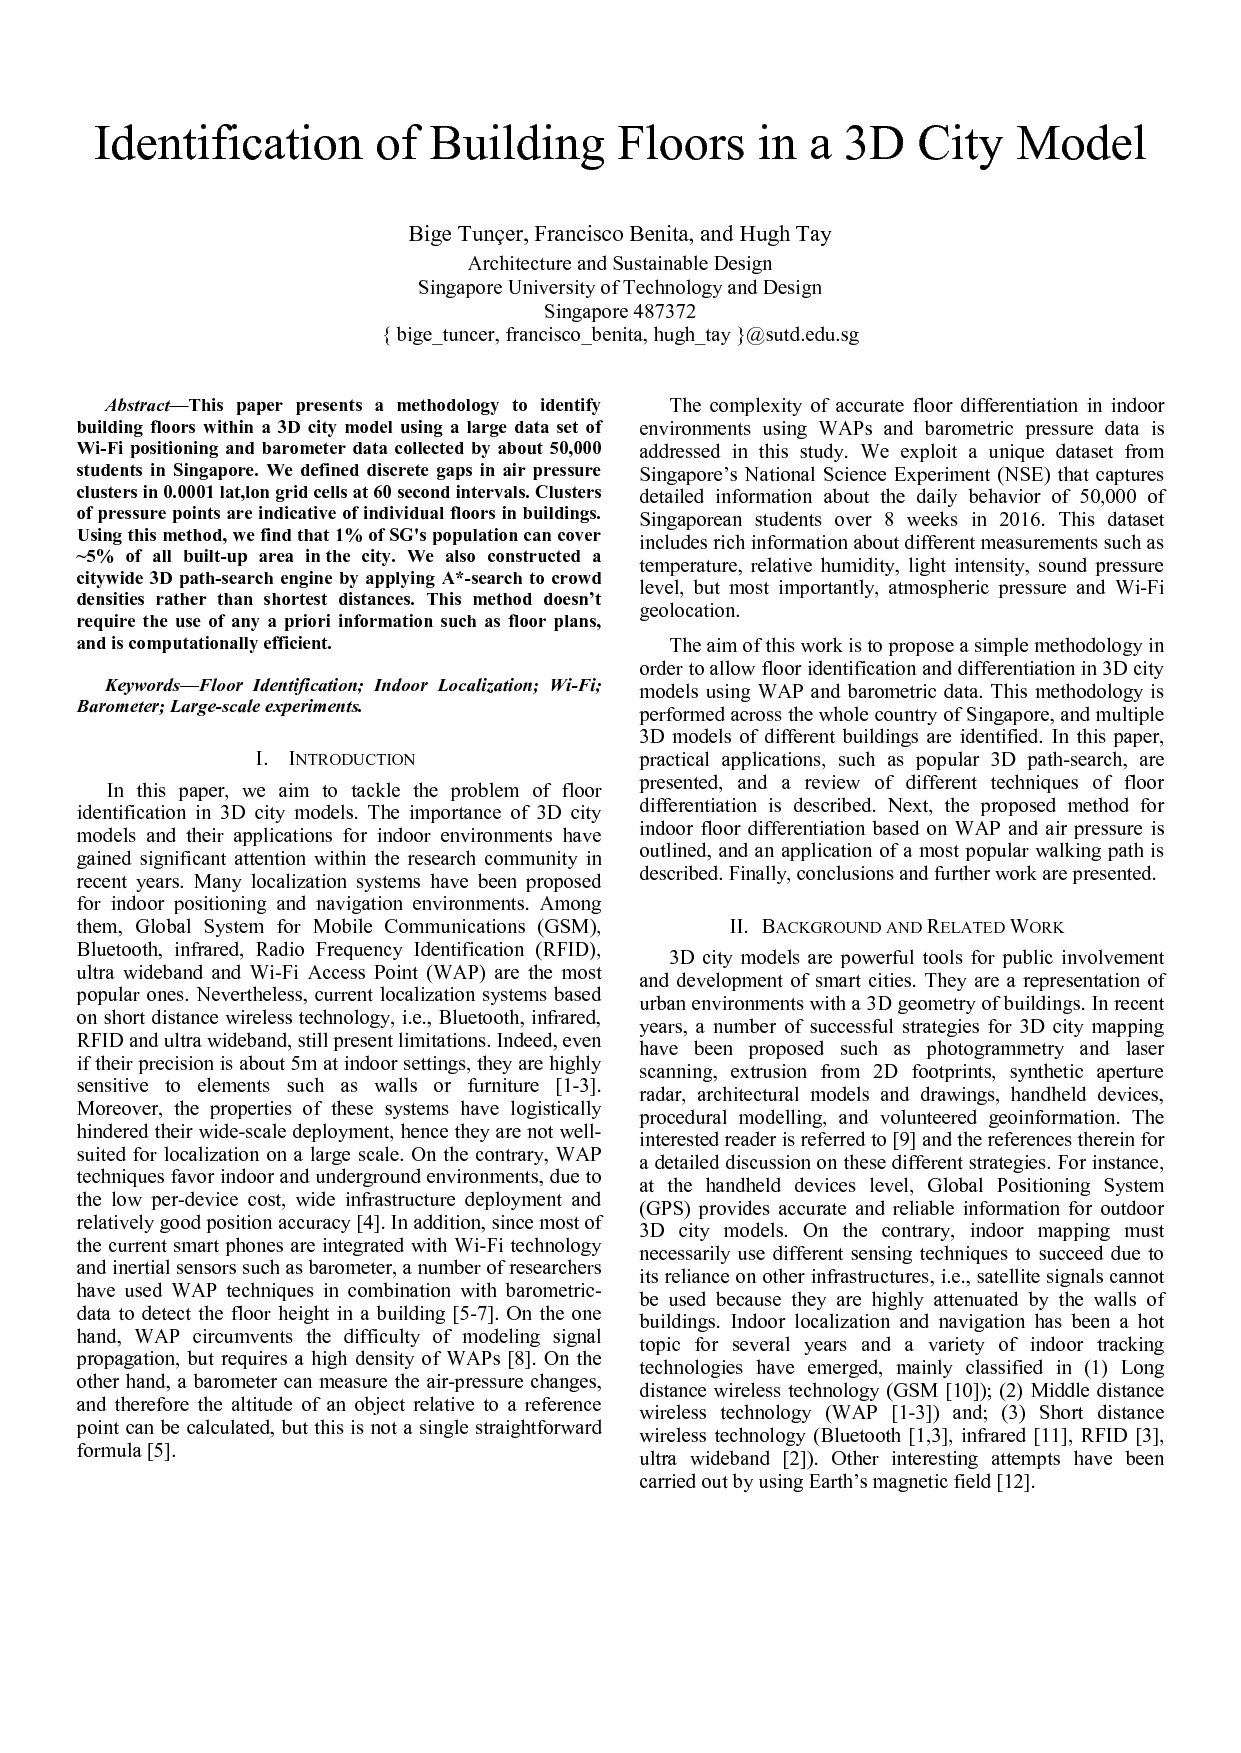 Identification of Building Floors in a 3D City Model
Bige Tunçer, Francisco Benita, and Hugh Tay
Architecture and Sustainable Design
Singapore University of Technology and Design
Singapore 487372
{ bige_tuncer, francisco_benita, hugh_tay }@sutd.edu.sg
Abstract—This paper presents a methodology to identify
building floors within a 3D city model using a large data set of
Wi-Fi positioning and barometer data collected by about 50,000
students in Singapore. We defined discrete gaps in air pressure
clusters in 0.0001 lat,lon grid cells at 60 second intervals. Clusters
of pressure points are indicative of individual floors in buildings.
Using this method, we find that 1% of SG's population can cover
~5% of all built-up area in the city. We also constructed a
citywide 3D path-search engine by applying A*-search to crowd
densities rather than shortest distances. This method doesn’t
require the use of any a priori information such as floor plans,
and is computationally efficient.
Keywords—Floor Identification; Indoor Localization; Wi-Fi;
Barometer; Large-scale experiments.
I. INTRODUCTION
In this paper, we aim to tackle the problem of floor
identification in 3D city models. The importance of 3D city
models and their applications for indoor environments have
gained significant attention within the research community in
recent years. Many localization systems have been proposed
for indoor positioning and navigation environments. Among
them, Global System for Mobile Communications (GSM),
Bluetooth, infrared, Radio Frequency Identification (RFID),
ultra wideband and Wi-Fi Access Point (WAP) are the most
popular ones. Nevertheless, current localization systems based
on short distance wireless technology, i.e., Bluetooth, infrared,
RFID and ultra wideband, still present limitations. Indeed, even
if their precision is about 5m at indoor settings, they are highly
sensitive to elements such as walls or furniture [1-3].
Moreover, the properties of these systems have logistically
hindered their wide-scale deployment, hence they are not well-
suited for localization on a large scale. On the contrary, WAP
techniques favor indoor and underground environments, due to
the low per-device cost, wide infrastructure deployment and
relatively good position accuracy [4]. In addition, since most of
the current smart phones are integrated with Wi-Fi technology
and inertial sensors such as barometer, a number of researchers
have used WAP techniques in combination with barometric-
data to detect the floor height in a building [5-7]. On the one
hand, WAP circumvents the difficulty of modeling signal
propagation, but requires a high density of WAPs [8]. On the
other hand, a barometer can measure the air-pressure changes,
and therefore the altitude of an object relative to a reference
point can be calculated, but this is not a single straightforward
formula [5].
The complexity of accurate floor differentiation in indoor
environments using WAPs and barometric pressure data is
addressed in this study. We exploit a unique dataset from
Singapore’s National Science Experiment (NSE) that captures
detailed information about the daily behavior of 50,000 of
Singaporean students over 8 weeks in 2016. This dataset
includes rich information about different measurements such as
temperature, relative humidity, light intensity, sound pressure
level, but most importantly, atmospheric pressure and Wi-Fi
geolocation.
The aim of this work is to propose a simple methodology in
order to allow floor identification and differentiation in 3D city
models using WAP and barometric data. This methodology is
performed across the whole country of Singapore, and multiple
3D models of different buildings are identified. In this paper,
practical applications, such as popular 3D path-search, are
presented, and a review of different techniques of floor
differentiation is described. Next, the proposed method for
indoor floor differentiation based on WAP and air pressure is
outlined, and an application of a most popular walking path is
described. Finally, conclusions and further work are presented.
II. BACKGROUND AND RELATED WORK
3D city models are powerful tools for public involvement
and development of smart cities. They are a representation of
urban environments with a 3D geometry of buildings. In recent
years, a number of successful strategies for 3D city mapping
have been proposed such as photogrammetry and laser
scanning, extrusion from 2D footprints, synthetic aperture
radar, architectural models and drawings, handheld devices,
procedural modelling, and volunteered geoinformation. The
interested reader is referred to [9] and the references therein for
a detailed discussion on these different strategies. For instance,
at the handheld devices level, Global Positioning System
(GPS) provides accurate and reliable information for outdoor
3D city models. On the contrary, indoor mapping must
necessarily use different sensing techniques to succeed due to
its reliance on other infrastructures, i.e., satellite signals cannot
be used because they are highly attenuated by the walls of
buildings. Indoor localization and navigation has been a hot
topic for several years and a variety of indoor tracking
technologies have emerged, mainly classified in (1) Long
distance wireless technology (GSM [10]); (2) Middle distance
wireless technology (WAP [1-3]) and; (3) Short distance
wireless technology (Bluetooth [1,3], infrared [11], RFID [3],
ultra wideband [2]). Other interesting attempts have been
carried out by using Earth’s magnetic field [12].